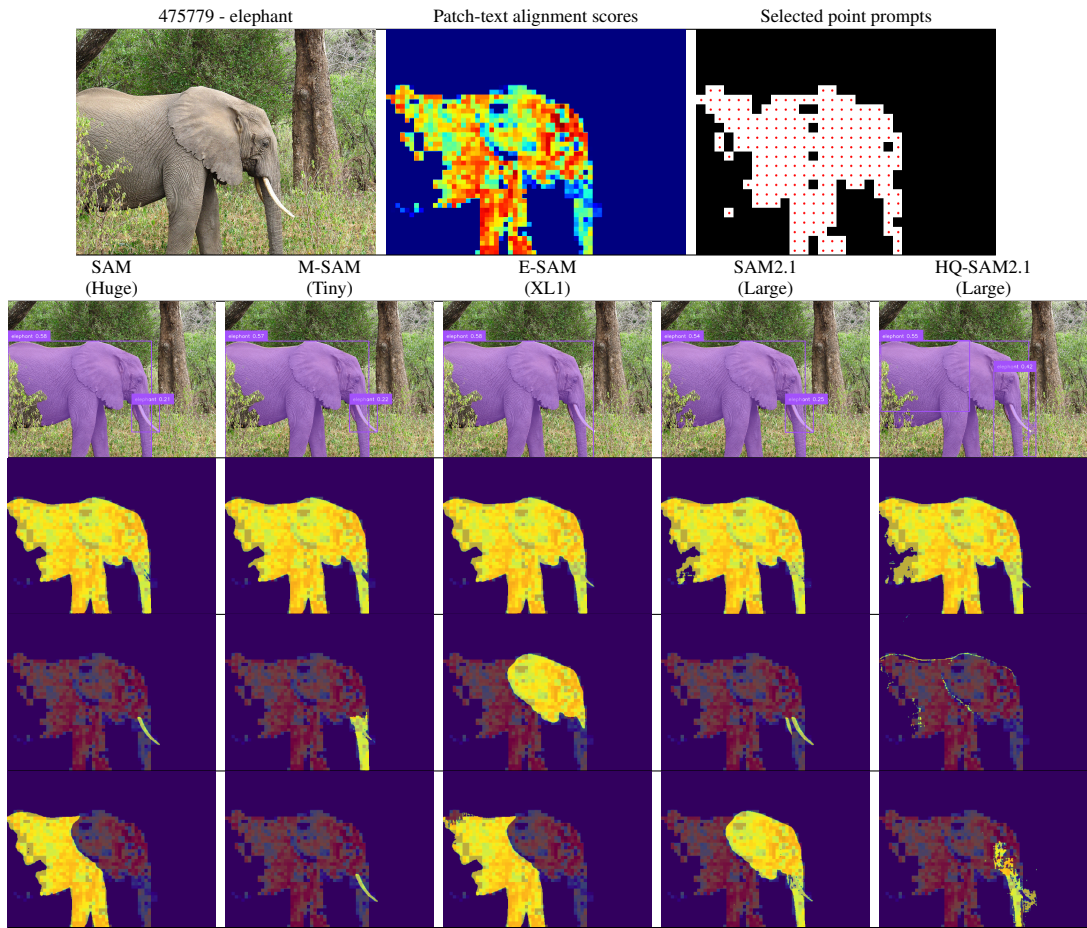 475779 - elephant
Patch-text alignment scores
Selected point prompts
SAM
(Huge)
M-SAM
(Tiny)
E-SAM
(XL1)
SAM2.1
(Large)
HQ-SAM2.1
(Large)
elephant 0.58
elephant 0.21
elephant 0.57
elephant 0.22
elephant 0.58
elephant 0.54
elephant 0.25
elephant 0.55
elephant 0.42